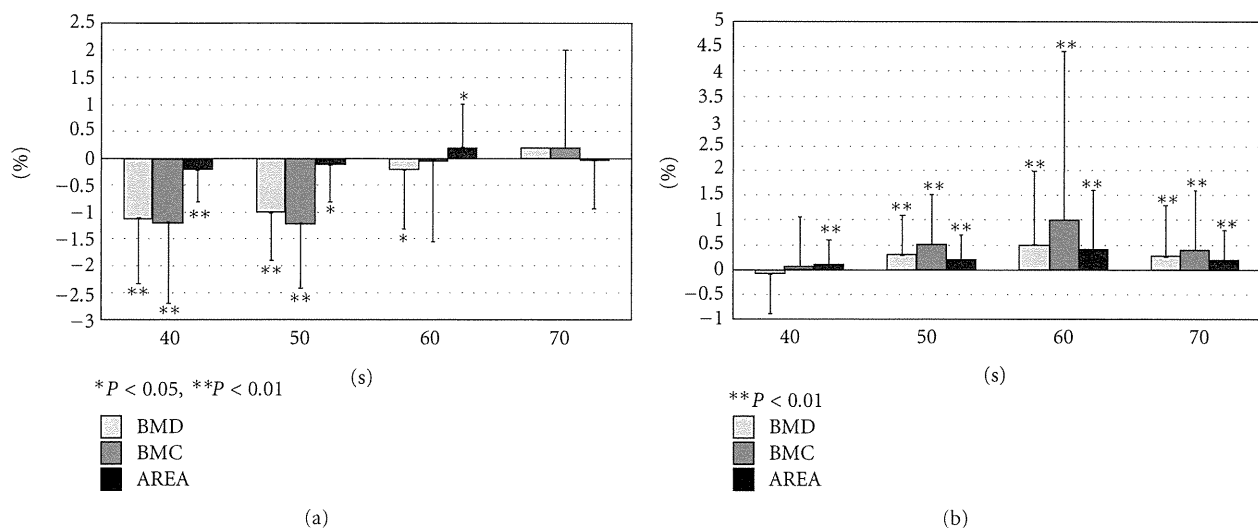 2.5
2
1.5
1
0.5
0
−0.5
−1
−1.5
−2
−2.5
−3
(%)
40 50 60 70
(s)
** ** ** ** ** * * *
*P < 0.05, **P < 0.01
BMD
BMC
AREA
(a)
5
4.5
4
3.5
5
2.5
2
1.5
1
0.5
0
−0.5
−1
(%)
40 50 60 70
(s)
** ** ** ** ** ** ** ** ** **
**P < 0.01
BMD
BMC
AREA
(b)